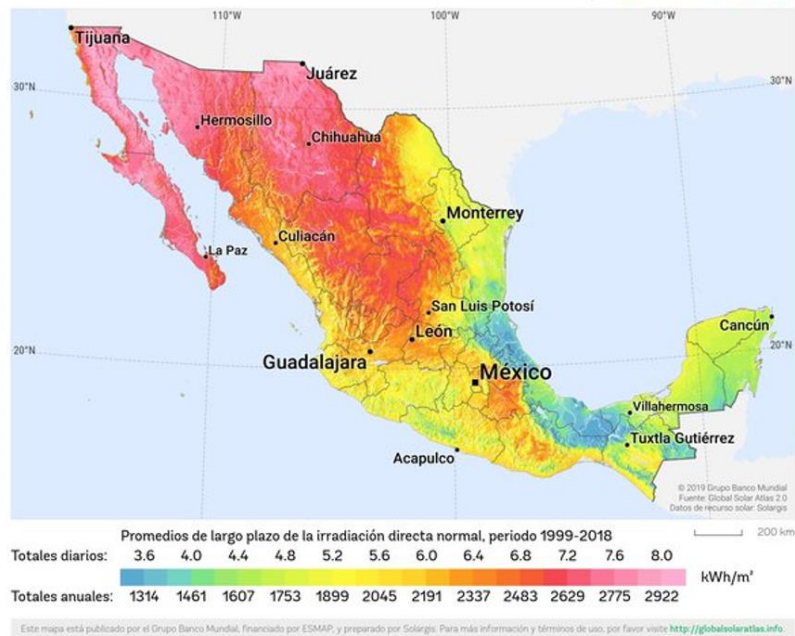 110°W
100°W
90°W
Tijuana
Juárez
30°N
30°N
Hermosillo
Chihuahua
Monterrey
Culiacán
La Paz
San Luis Potosí
León
Cancún
20°N
20°N
Guadalajara
México
Villahermosa
Tuxtla Gutiérrez
Acapulco
© 2019 Grupo Banco Mundial
Fuente: Global Solar Atlas 2.0
Datos de recurso solar: Solargis
Promedios de largo plazo de la irradiación directa normal, periodo 1999-2018
200 km
Totales diarios: 3.6 4.0 4.4 4.8 5.2 5.6 6.0 6.4 6.8 7.2 7.6 8.0
kWh/m²
Totales anuales: 1314 1461 1607 1753 1899 2045 2191 2337 2483 2629 2775 2922
Este mapa está publicado por el Grupo Banco Mundial, financiado por ESMAP, y preparado por Solargis. Para más información y términos de uso, por favor visite http://globalsolaratlas.info